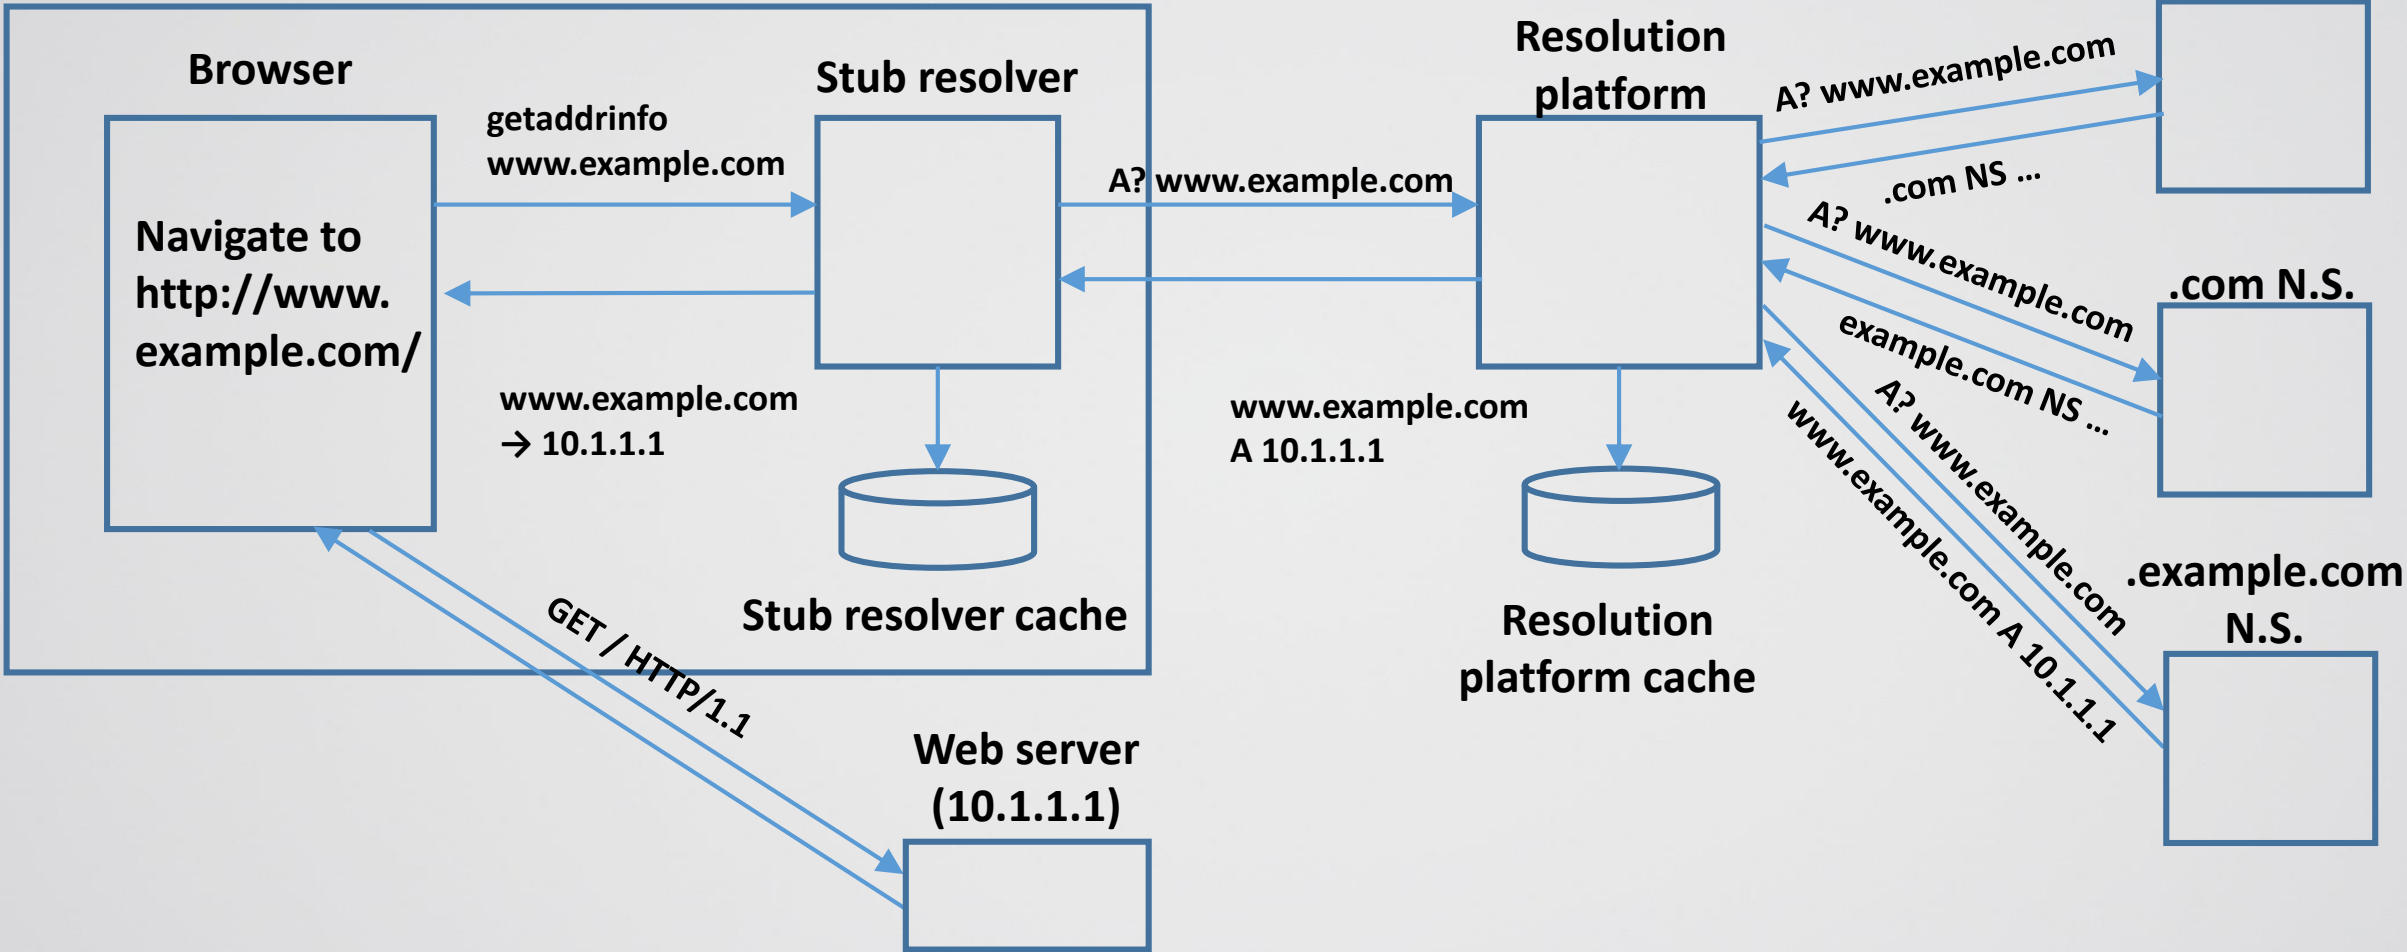 Browser
Navigate to
http://www.
example.com/
getaddrinfo
www.example.com
Stub resolver
www.example.com
→ 10.1.1.1
Stub resolver cache
A? www.example.com
www.example.com
A 10.1.1.1
Resolution
platform
Resolution
platform cache
A? www.example.com
.com NS ...
A? www.example.com
example.com NS ...
.com N.S.
A? www.example.com
www.example.com A 10.1.1.1
.example.com
N.S.
GET / HTTP/1.1
Web server
(10.1.1.1)